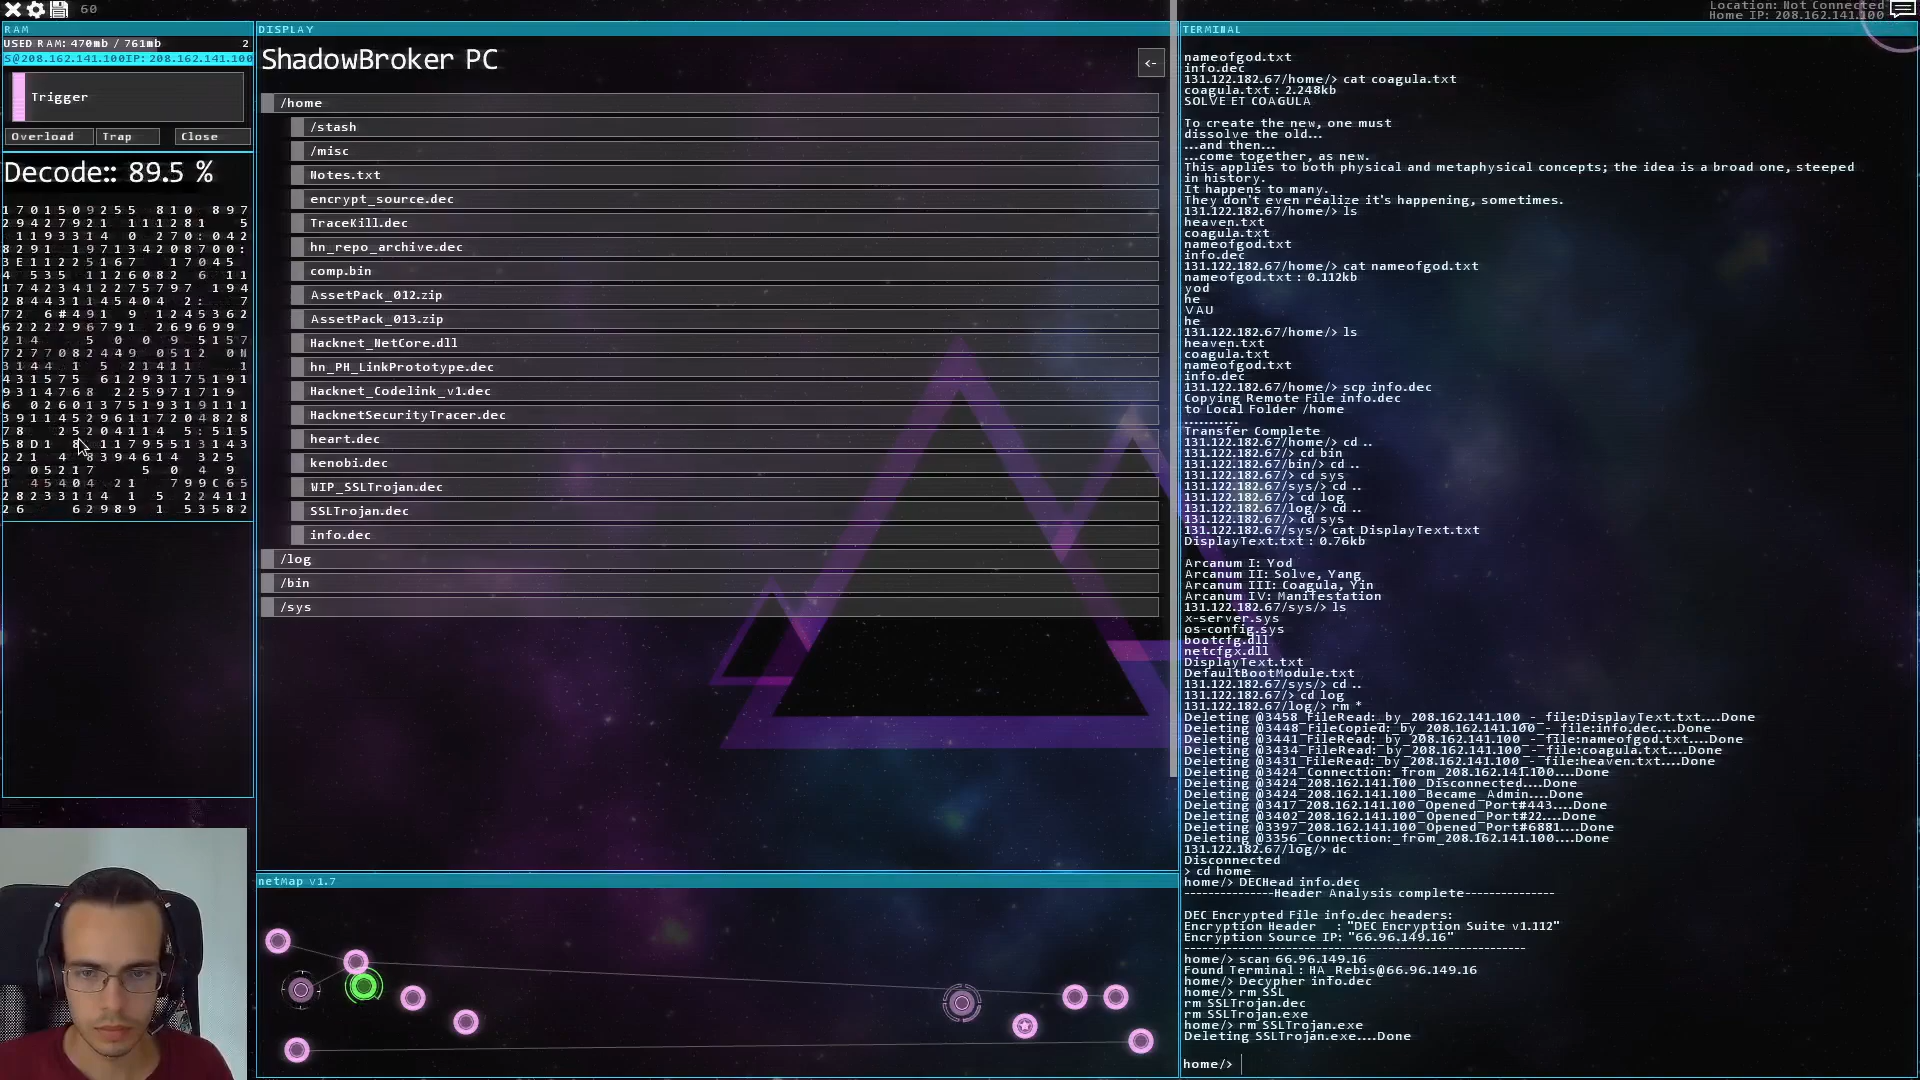 60
Location: Not Connected
Home IP: 208.162.141.100
RAM
USED RAM: 470mb / 761mb 2
S@208.162.141.100IP: 208.162.141.100
Trigger
Overload Trap Close
Decode:: 89.5 %
DISPLAY
ShadowBroker PC
<-
/home
/stash
/misc
Notes.txt
encrypt_source.dec
TraceKill.dec
hn_repo_archive.dec
comp.bin
AssetPack_012.zip
AssetPack_013.zip
Hacknet_NetCore.dll
hn_PH_LinkPrototype.dec
Hacknet_Codelink_v1.dec
HacknetSecurityTracer.dec
heart.dec
kenobi.dec
WIP_SSLTrojan.dec
SSLTrojan.dec
info.dec
/log
/bin
/sys
netMap v1.7
TERMINAL
nameofgod.txt
info.dec
131.122.182.67/home/> cat coagula.txt
coagula.txt : 2.248kb
SOLVE ET COAGULA
To create the new, one must
dissolve the old...
...and then...
...come together, as new.
This applies to both physical and metaphysical concepts; the idea is a broad one, steeped
in history.
It happens to many.
They don't even realize it's happening, sometimes.
131.122.182.67/home/> ls
heaven.txt
coagula.txt
nameofgod.txt
info.dec
131.122.182.67/home/> cat nameofgod.txt
nameofgod.txt : 0.112kb
yod
he
VAU
he
131.122.182.67/home/> ls
heaven.txt
coagula.txt
nameofgod.txt
info.dec
131.122.182.67/home/> scp info.dec
Copying Remote File info.dec
to Local Folder /home
...........
Transfer Complete
131.122.182.67/home/> cd ..
131.122.182.67/> cd bin
131.122.182.67/bin/> cd ..
131.122.182.67/> cd sys
131.122.182.67/sys/> cd ..
131.122.182.67/> cd log
131.122.182.67/log/> cd ..
131.122.182.67/> cd sys
131.122.182.67/sys/> cat DisplayText.txt
DisplayText.txt : 0.76kb
Arcanum I: Yod
Arcanum II: Solve, Yang
Arcanum III: Coagula, Yin
Arcanum IV: Manifestation
131.122.182.67/sys/> ls
x-server.sys
os-config.sys
bootcfg.dll
netcfgx.dll
DisplayText.txt
DefaultBootModule.txt
131.122.182.67/sys/> cd ..
131.122.182.67/> cd log
131.122.182.67/log/> rm *
Deleting @3458_FileRead:_by_208.162.141.100_-_file:DisplayText.txt....Done
Deleting @3448_FileCopied:_by_208.162.141.100_-_file:info.dec....Done
Deleting @3441_FileRead:_by_208.162.141.100_-_file:nameofgod.txt....Done
Deleting @3434_FileRead:_by_208.162.141.100_-_file:coagula.txt....Done
Deleting @3431_FileRead:_by_208.162.141.100_-_file:heaven.txt....Done
Deleting @3424_Connection:_from_208.162.141.100....Done
Deleting @3424_208.162.141.100_Disconnected....Done
Deleting @3424_208.162.141.100_Became_Admin....Done
Deleting @3417_208.162.141.100_Opened_Port#443....Done
Deleting @3402_208.162.141.100_Opened_Port#22....Done
Deleting @3397_208.162.141.100_Opened_Port#6881....Done
Deleting @3356_Connection:_from_208.162.141.100....Done
131.122.182.67/log/> dc
Disconnected
> cd home
home/> DECHead info.dec
---------------Header Analysis complete---------------
DEC Encrypted File info.dec headers:
Encryption Header : "DEC Encryption Suite v1.112"
Encryption Source IP: "66.96.149.16"
---------------------------------------------------------
home/> scan 66.96.149.16
Found Terminal : HA_Rebis@66.96.149.16
home/> Decypher info.dec
home/> rm SSL
rm SSLTrojan.dec
rm SSLTrojan.exe
home/> rm SSLTrojan.exe
Deleting SSLTrojan.exe....Done
home/>